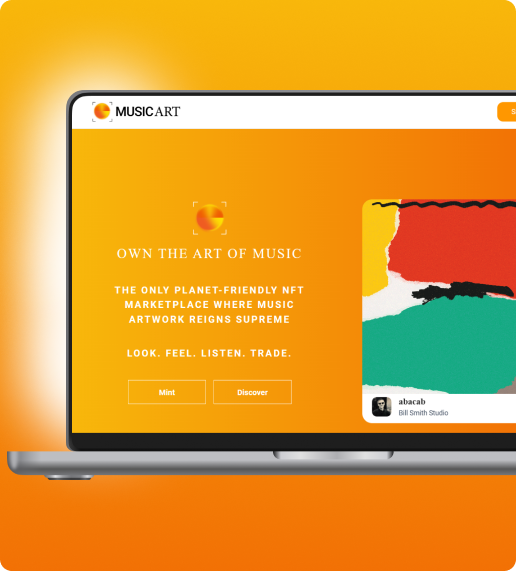 MUSICART
OWN THE ART OF MUSIC
THE ONLY PLANET-FRIENDLY NFT
MARKETPLACE WHERE MUSIC
ARTWORK REIGNS SUPREME
LOOK. FEEL. LISTEN. TRADE.
Mint Discover
abacab
Bill Smith Studio